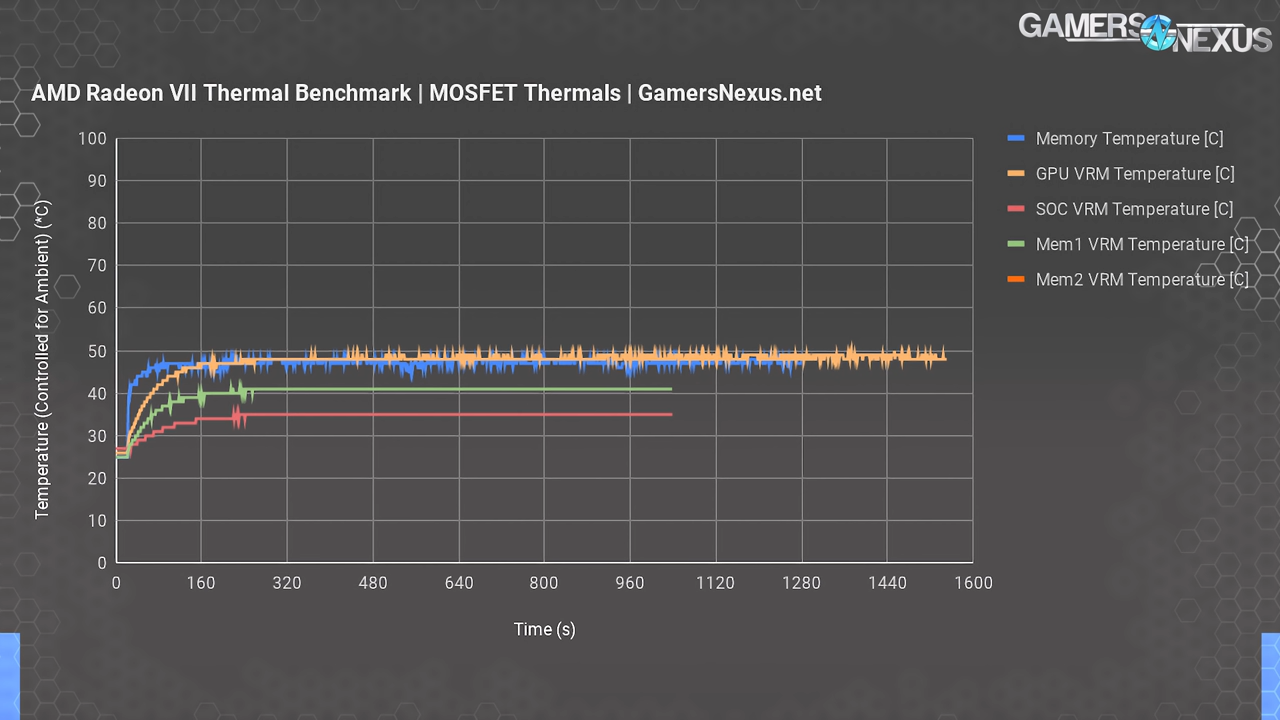 GAMERS NEXUS
AMD Radeon VII Thermal Benchmark | MOSFET Thermals | GamersNexus.net
Temperature (Controlled for Ambient) (*C)
100
90
80
70
60
50
40
30
20
10
0
0 160 320 480 640 800 960 1120 1280 1440 1600
Time (s)
Memory Temperature [C]
GPU VRM Temperature [C]
SOC VRM Temperature [C]
Mem1 VRM Temperature [C]
Mem2 VRM Temperature [C]